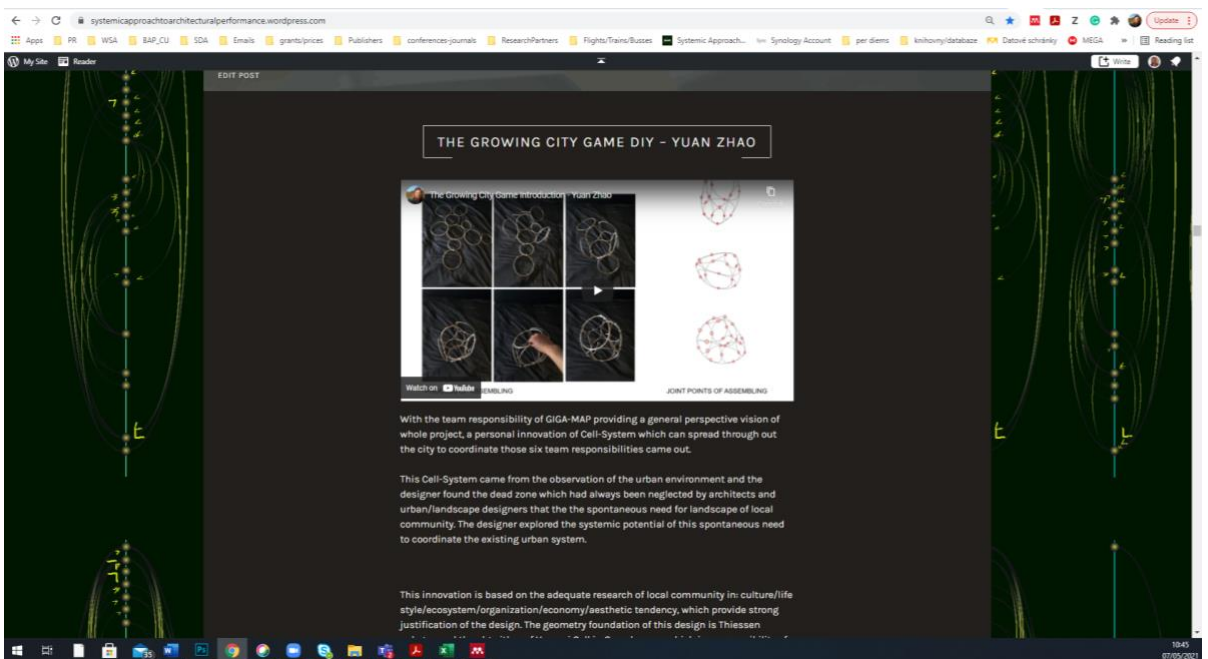 systemicapproachtoarchitecturalperformance.wordpress.com
Update
Apps PR WSA BAP_CU SDA Emails grants/prices Publishers conferences-journals ResearchPartners Flights/Trains/Busses Systemic Approach... Synology Account per diems knihovny/databaze Datové schránky MEGA » Reading list
My Site Reader Write
EDIT POST
THE GROWING CITY GAME DIY – YUAN ZHAO
The Growing City Game Introduction - Yuan Zhao
Watch on YouTube EMBLING JOINT POINTS OF ASSEMBLING
With the team responsibility of GIGA-MAP providing a general perspective vision of
whole project, a personal innovation of Cell-System which can spread through out
the city to coordinate those six team responsibilities came out.
This Cell-System came from the observation of the urban environment and the
designer found the dead zone which had always been neglected by architects and
urban/landscape designers that the the spontaneous need for landscape of local
community. The designer explored the systemic potential of this spontaneous need
to coordinate the existing urban system.
This innovation is based on the adequate research of local community in: culture/life
style/ecosystem/organization/economy/aesthetic tendency, which provide strong
justification of the design. The geometry foundation of this design is Thiessen
10:45
07/05/2021